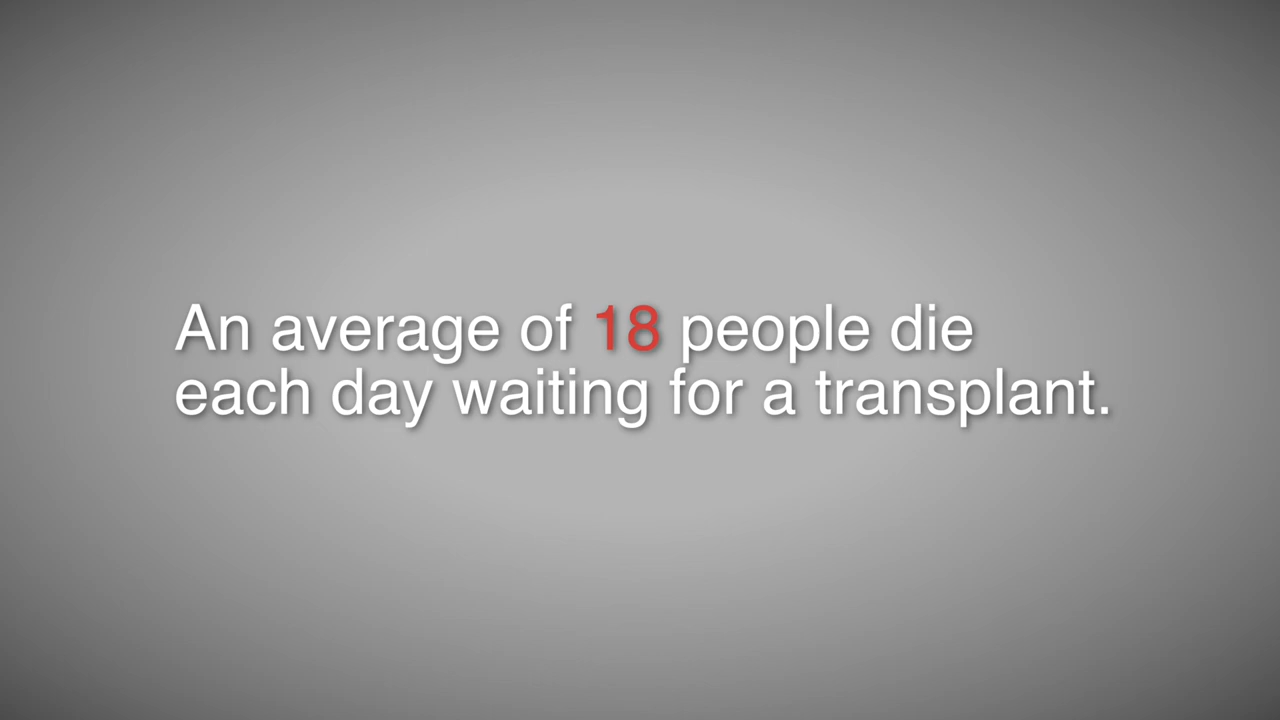 An average of 18 people die
each day waiting for a transplant.